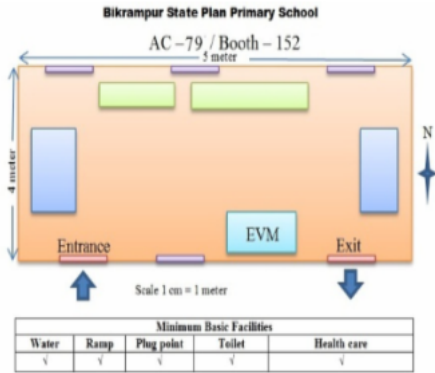 Bikrampur State Plan Primary School
AC – 79 / Booth – 152
5 meter
4 meter
N
EVM
Entrance
Exit
Scale 1 cm = 1 meter
Minimum Basic Facilities
Water Ramp Plug point Toilet Health care
√ √ √ √ √